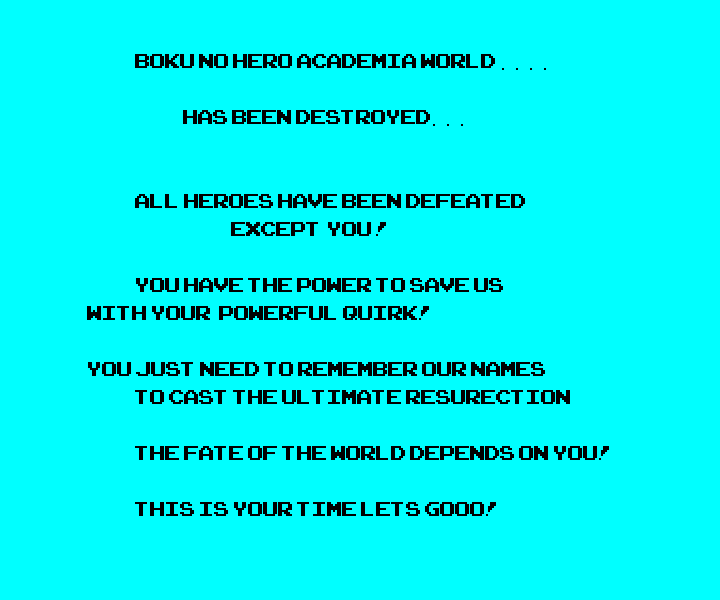 BOKU NO HERO ACADEMIA WORLD....
HAS BEEN DESTROYED...
ALL HEROES HAVE BEEN DEFEATED
EXCEPT YOU!
YOU HAVE THE POWER TO SAVE US
WITH YOUR POWERFUL QUIRK!
YOU JUST NEED TO REMEMBER OUR NAMES
TO CAST THE ULTIMATE RESURECTION
THE FATE OF THE WORLD DEPENDS ON YOU!
THIS IS YOUR TIME LETS GOOO!